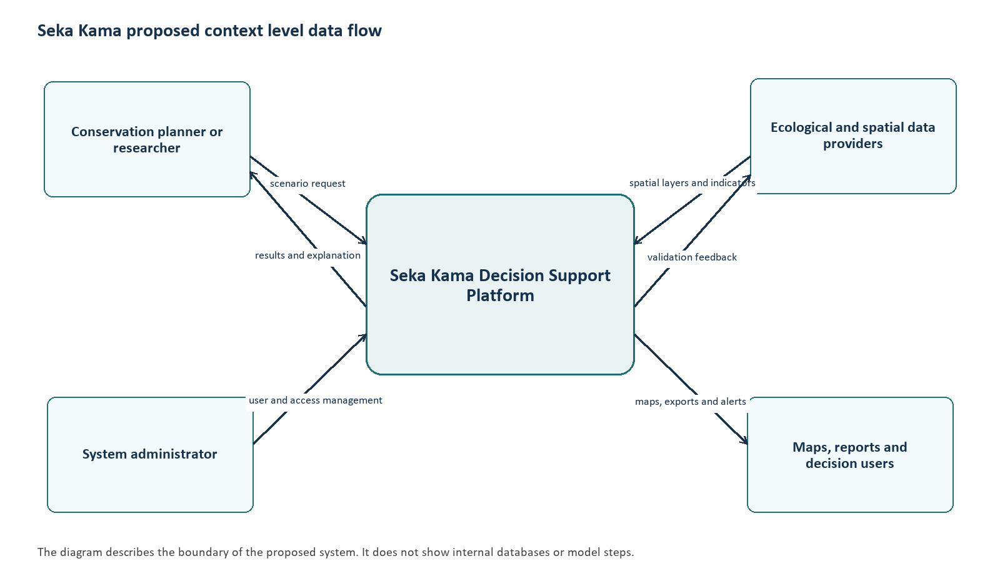 Seka Kama proposed context level data flow
Conservation planner or
researcher
Ecological and spatial data
providers
scenario request
spatial layers and indicators
results and explanation
validation feedback
Seka Kama Decision Support
Platform
user and access management
maps, exports and alerts
System administrator
Maps, reports and
decision users
The diagram describes the boundary of the proposed system. It does not show internal databases or model steps.